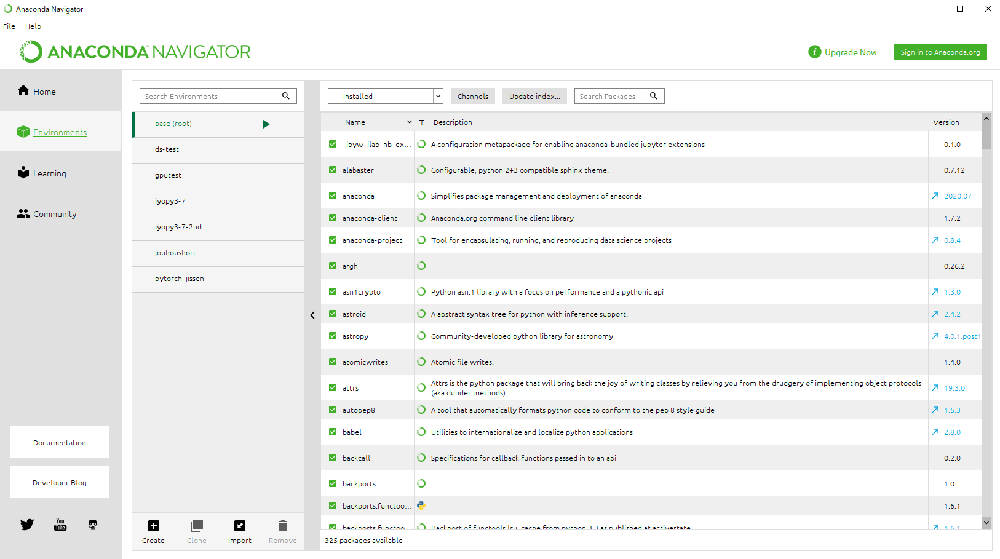 Anaconda Navigator
File Help
ANACONDA NAVIGATOR
i Upgrade Now
Sign in to Anaconda.org
Home
Environments
Learning
Community
Documentation
Developer Blog
You Tube
Search Environments
base (root)
ds-test
gputest
iyopy3-7
iyopy3-7-2nd
jouhoushori
pytorch_jissen
Create Clone Import Remove
Installed Channels Update index... Search Packages
Name T Description Version
_ipyw_jlab_nb_ex... A configuration metapackage for enabling anaconda-bundled jupyter extensions 0.1.0
alabaster Configurable, python 2+3 compatible sphinx theme. 0.7.12
anaconda Simplifies package management and deployment of anaconda 2020.07
anaconda-client Anaconda.org command line client library 1.7.2
anaconda-project 'Tool for encapsulating, running, and reproducing data science projects 0.8.4
argh 0.26.2
asn1crypto Python asn.1 library with a focus on performance and a pythonic api 1.3.0
astroid A abstract syntax tree for python with inference support. 2.4.2
astropy Community-developed python library for astronomy 4.0.1.post1
atomicwrites Atomic file writes. 1.4.0
attrs Attrs is the python package that will bring back the joy of writing classes by relieving you from the drudgery of implementing object protocols
(aka dunder methods). 19.3.0
autopep8 A tool that automatically formats python code to conform to the pep 8 style guide 1.5.3
babel Utilities to internationalize and localize python applications 2.8.0
backcall Specifications for callback functions passed in to an api 0.2.0
backports 1.0
backports.functoo... 1.6.1
backports.functoo... Backport of functools.lru_cache from python 3.3 as published at activestate. 1.6.1
325 packages available